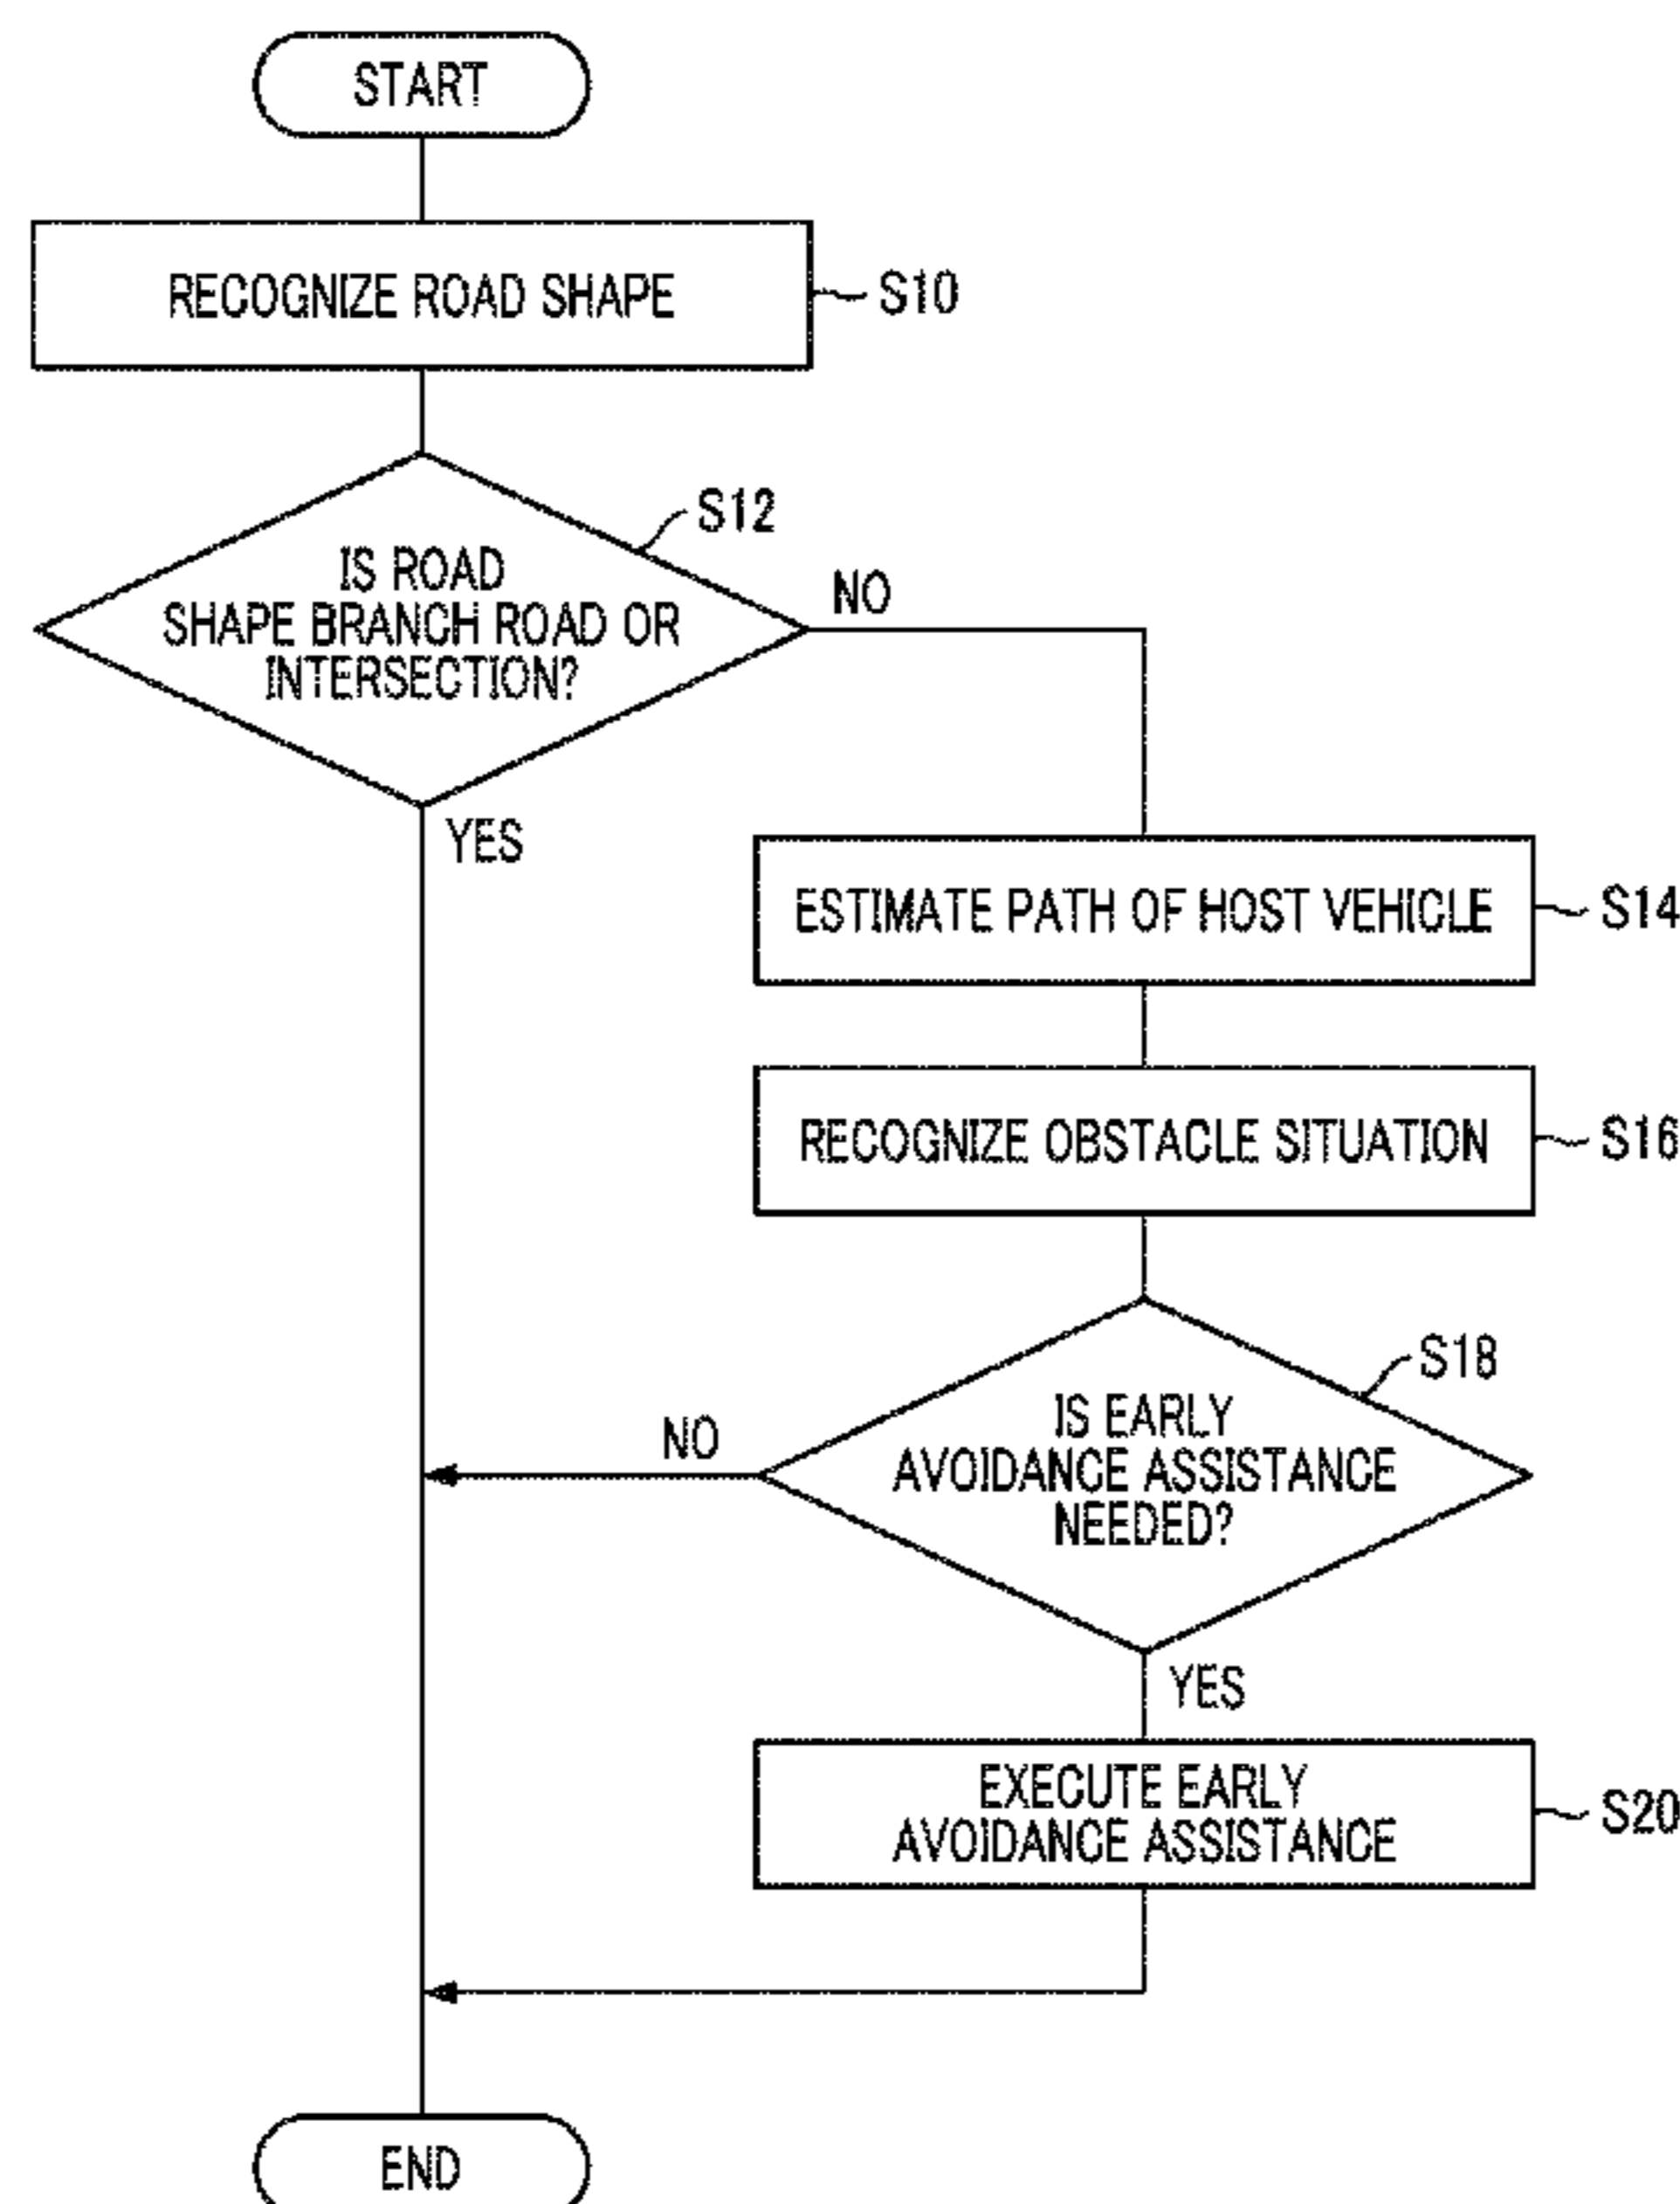 START
RECOGNIZE ROAD SHAPE
S10
S12
IS ROAD
SHAPE BRANCH ROAD OR
INTERSECTION?
NO
YES
ESTIMATE PATH OF HOST VEHICLE
S14
RECOGNIZE OBSTACLE SITUATION
S16
S18
IS EARLY
AVOIDANCE ASSISTANCE
NEEDED?
NO
YES
EXECUTE EARLY
AVOIDANCE ASSISTANCE
S20
END